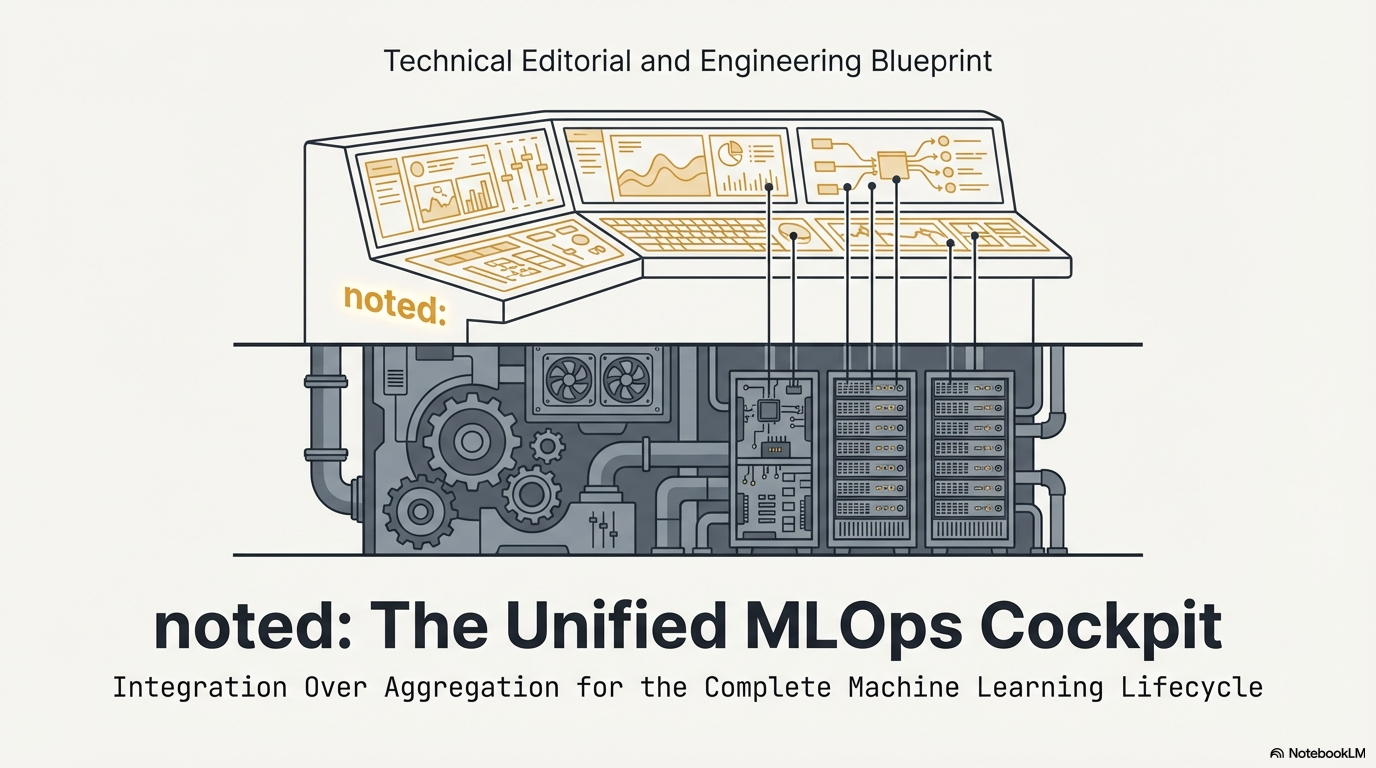 Technical Editorial and Engineering Blueprint
noted:
noted: The Unified MLOps Cockpit
Integration Over Aggregation for the Complete Machine Learning Lifecycle
NotebookLM